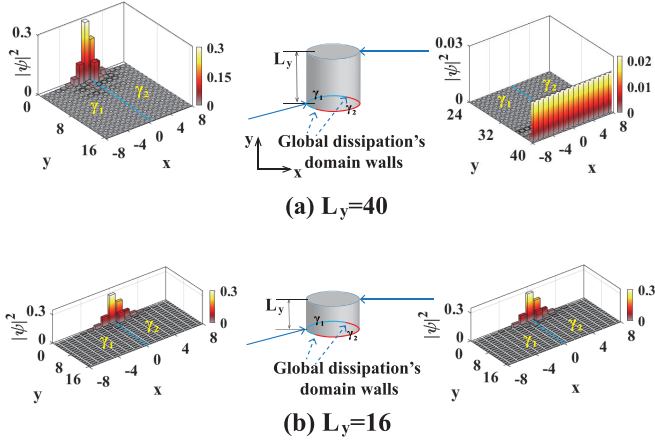 0.3
|ψ|²
0
0
8
16
y
-8
-4
0
4
8
x
γ₁
γ₂
0.3
0.15
0
L_y
γ₁
γ₂
Global dissipation's
domain walls
y
x
0.03
|ψ|²
0
24
32
40
y
-8
-4
0
4
8
x
γ₁
γ₂
0.02
0.01
0
(a) L_y=40
0.3
|ψ|²
0
0
8
16
y
-8
-4
0
4
8
x
γ₁
γ₂
0.3
0
L_y
γ₁
γ₂
Global dissipation's
domain walls
0.3
|ψ|²
0
0
8
16
y
-8
-4
0
4
8
x
γ₁
γ₂
0.3
0
(b) L_y=16